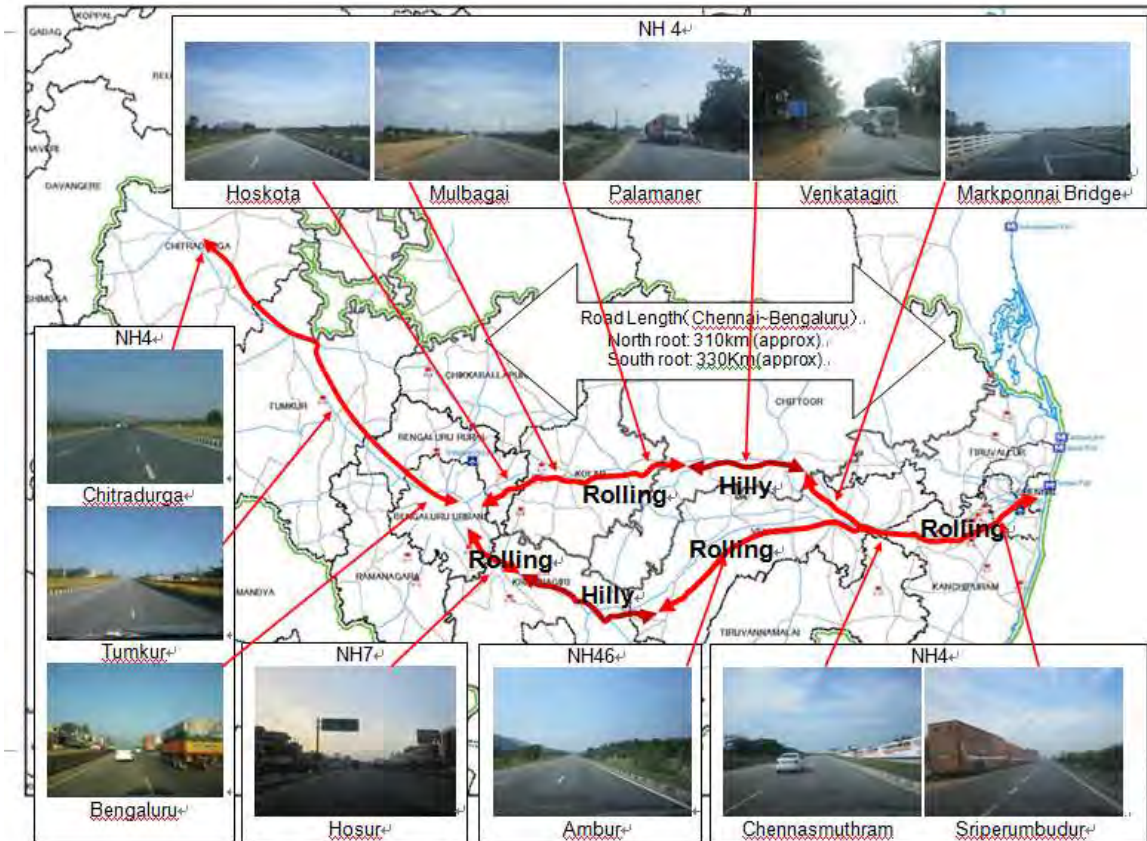 KOPPAL
GADAG
NH 4
Hoskota
Mulbagai
Palamaner
Venkatagiri
Markponnai Bridge
DAVANGERE
CHITRADURGA
SHIMOGA
Road Length(Chennai~Bengaluru)..
North root: 310km(approx)..
South root: 330Km(approx)..
NH4
Chitradurga
Tumkur
Bengaluru
TUMKUR
CHITTOOR
BENGALURU RURAL
TIRUVALLUR
KOLAR
Rolling
Hilly
BENGALURU URBAN
Rolling
Rolling
Rolling
RAMANAGARA
MANDYA
KANCHIPURAM
Hilly
TIRUVANNAMALAI
NH7
Hosur
NH46
Ambur
NH4
Chennasmuthram
Sriperumbudur